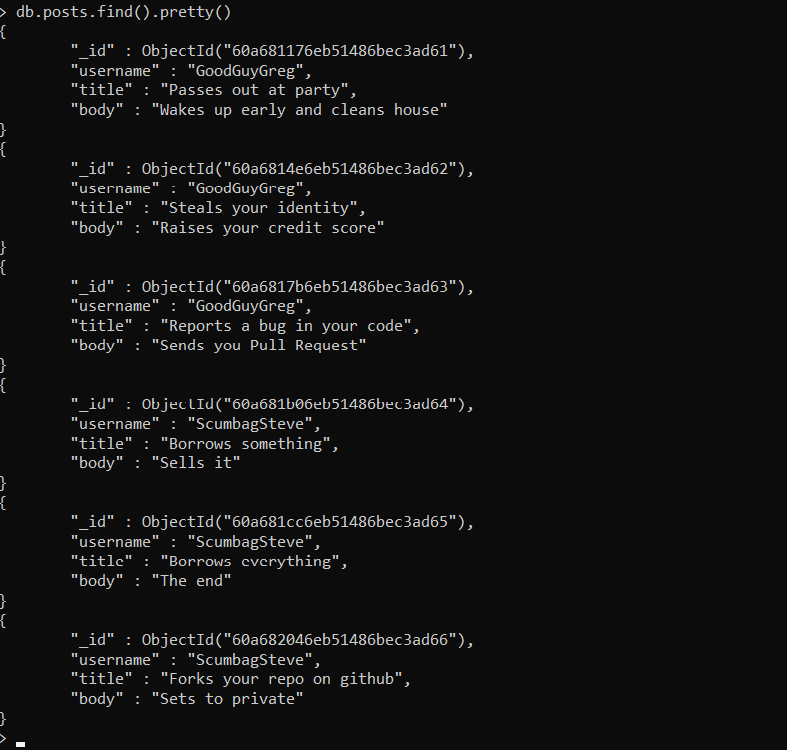 > db.posts.find().pretty()
{
        "_id" : ObjectId("60a681176eb51486bec3ad61"),
        "username" : "GoodGuyGreg",
        "title" : "Passes out at party",
        "body" : "Wakes up early and cleans house"
}
{
        "_id" : ObjectId("60a6814e6eb51486bec3ad62"),
        "username" : "GoodGuyGreg",
        "title" : "Steals your identity",
        "body" : "Raises your credit score"
}
{
        "_id" : ObjectId("60a6817b6eb51486bec3ad63"),
        "username" : "GoodGuyGreg",
        "title" : "Reports a bug in your code",
        "body" : "Sends you Pull Request"
}
{
        "_id" : ObjectId("60a681b06eb51486bec3ad64"),
        "username" : "ScumbagSteve",
        "title" : "Borrows something",
        "body" : "Sells it"
}
{
        "_id" : ObjectId("60a681cc6eb51486bec3ad65"),
        "username" : "ScumbagSteve",
        "title" : "Borrows everything",
        "body" : "The end"
}
{
        "_id" : ObjectId("60a682046eb51486bec3ad66"),
        "username" : "ScumbagSteve",
        "title" : "Forks your repo on github",
        "body" : "Sets to private"
}
>